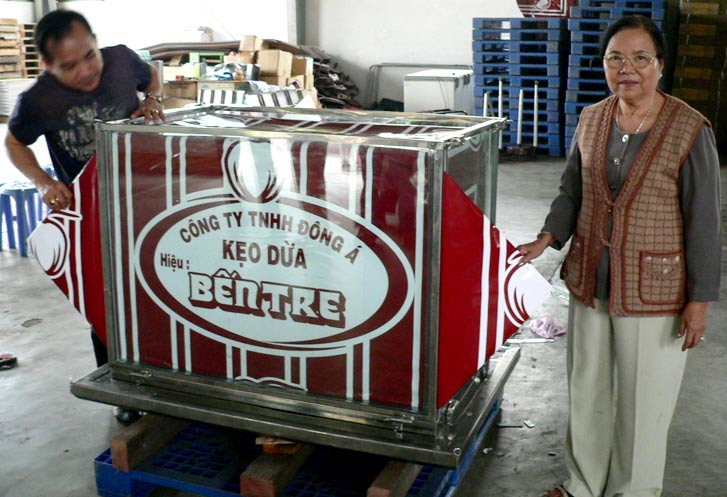 CÔNG TY TNHH ĐÔNG Á
KẸO DỪA
Hiệu :
BẾNTRE